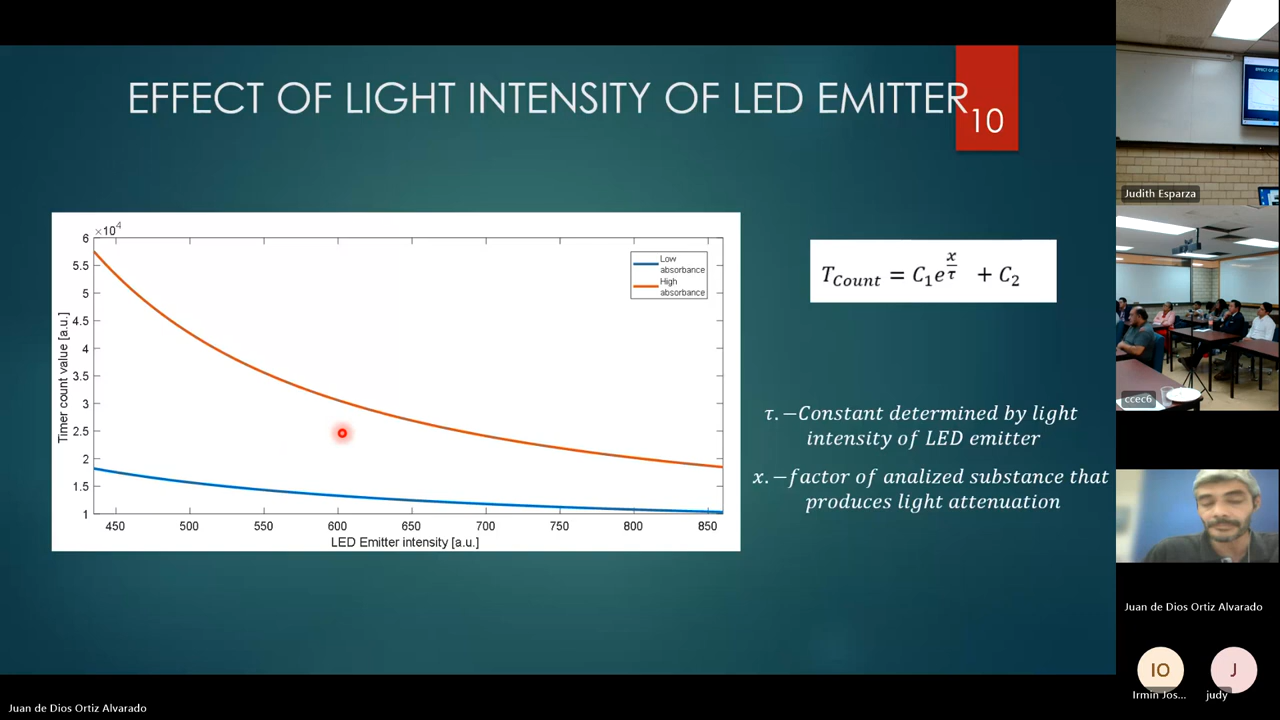 EFFECT OF LIGHT INTENSITY OF LED EMITTER
10
×10⁴
6
5.5
5
4.5
4
3.5
3
2.5
2
1.5
1
Timer count value [a.u.]
450 500 550 600 650 700 750 800 850
LED Emitter intensity [a.u.]
Low
absorbance
High
absorbance
T_Count = C₁e^(x/τ) + C₂
τ.−Constant determined by light
intensity of LED emitter
x.−factor of analized substance that
produces light attenuation
Judith Esparza
ccec6
Juan de Dios Ortiz Alvarado
IO
Irmin Jos...
J
judy
Juan de Dios Ortiz Alvarado